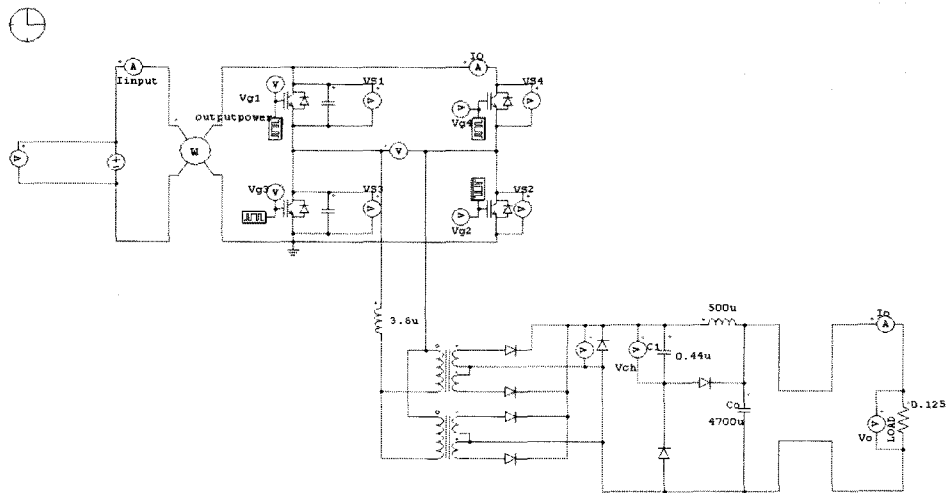 A
Iinput
V
W
outputpower
Vg1
V
VS1
V
IO
A
VS4
V
Vg4
V
V
Vg3
V
VS3
V
VS2
V
Vg2
V
3.6u
500u
Io
A
V
Vch
C1
0.44u
Co
4700u
V
Vo
LOAD
0.125